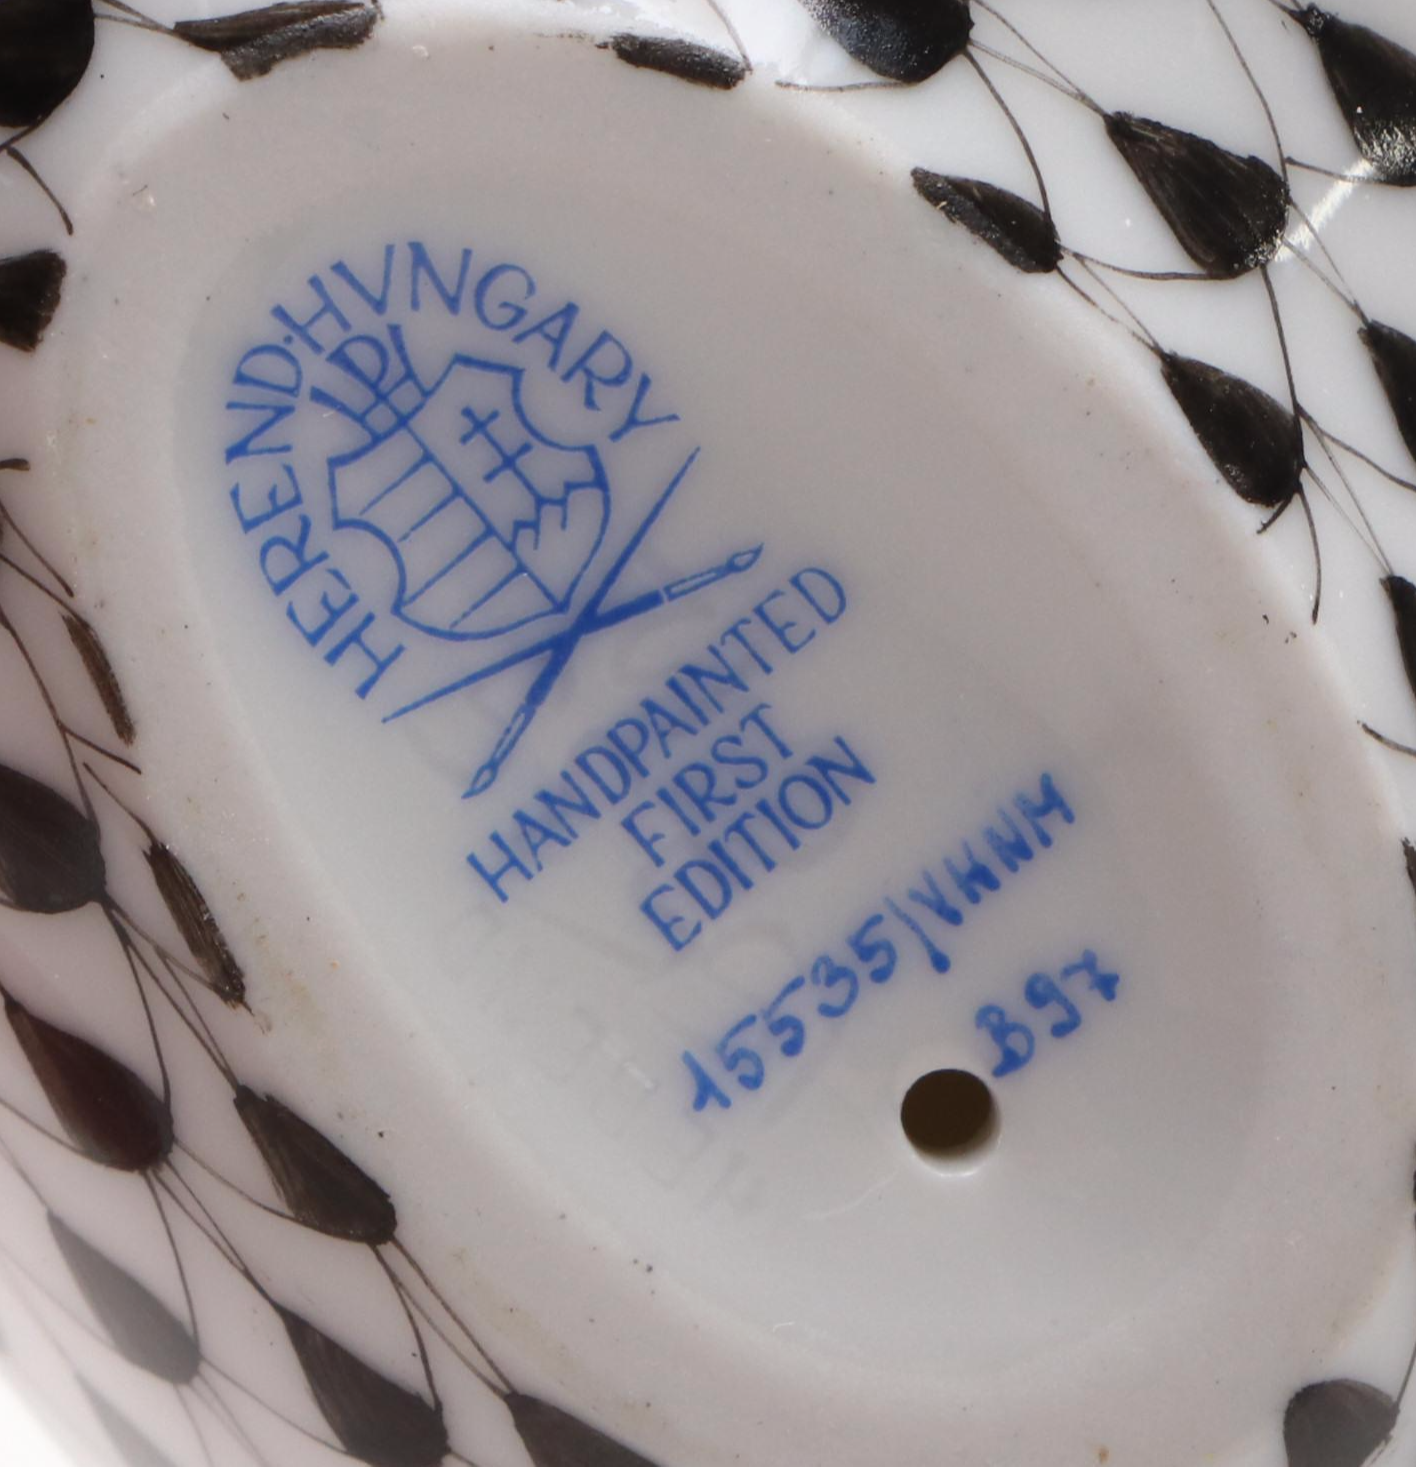 HEREND·HVNGARY
HANDPAINTED
FIRST
EDITION
15535/VHNM
B97